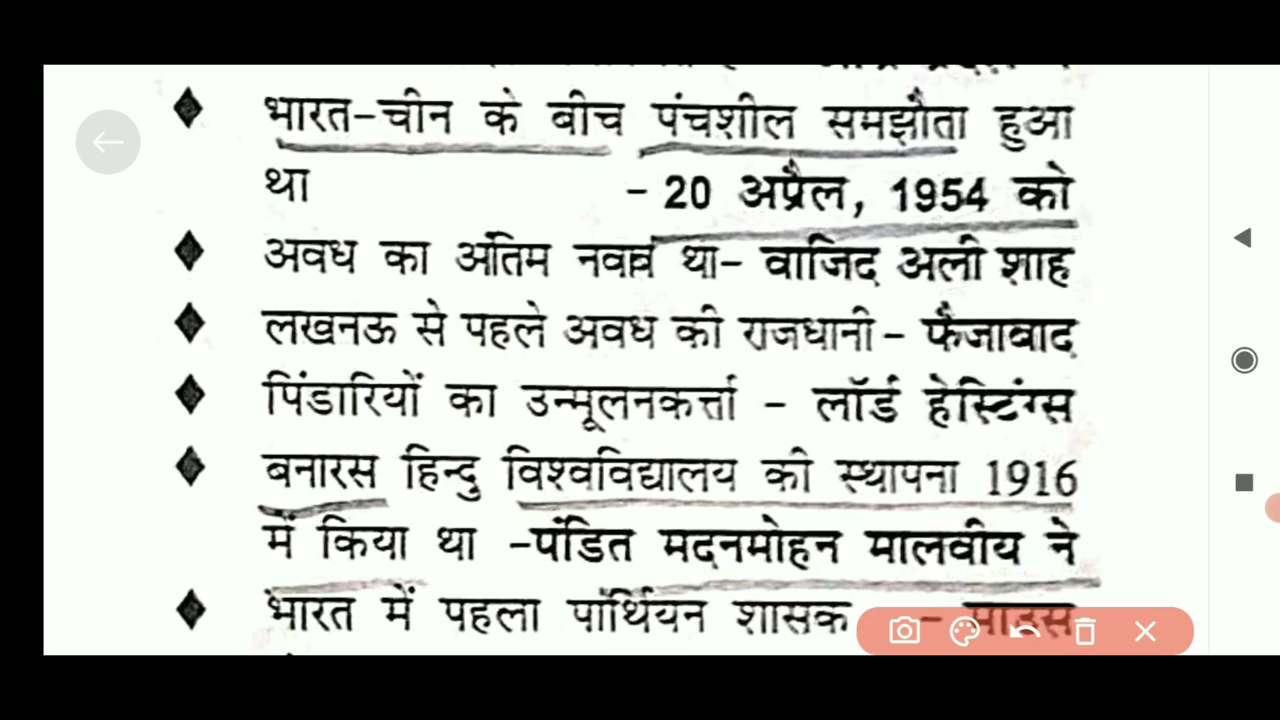 ♦ भारत-चीन के बीच पंचशील समझौता हुआ
था - 20 अप्रैल, 1954 को
♦ अवध का अंतिम नवाब था- वाजिद अली शाह
♦ लखनऊ से पहले अवध की राजधानी - फैजाबाद
♦ पिंडारियों का उन्मूलनकर्त्ता - लॉर्ड हेस्टिंग्स
♦ बनारस हिन्दु विश्वविद्यालय की स्थापना 1916
में किया था -पंडित मदनमोहन मालवीय ने
♦ भारत में पहला पार्थियन शासक - माउस